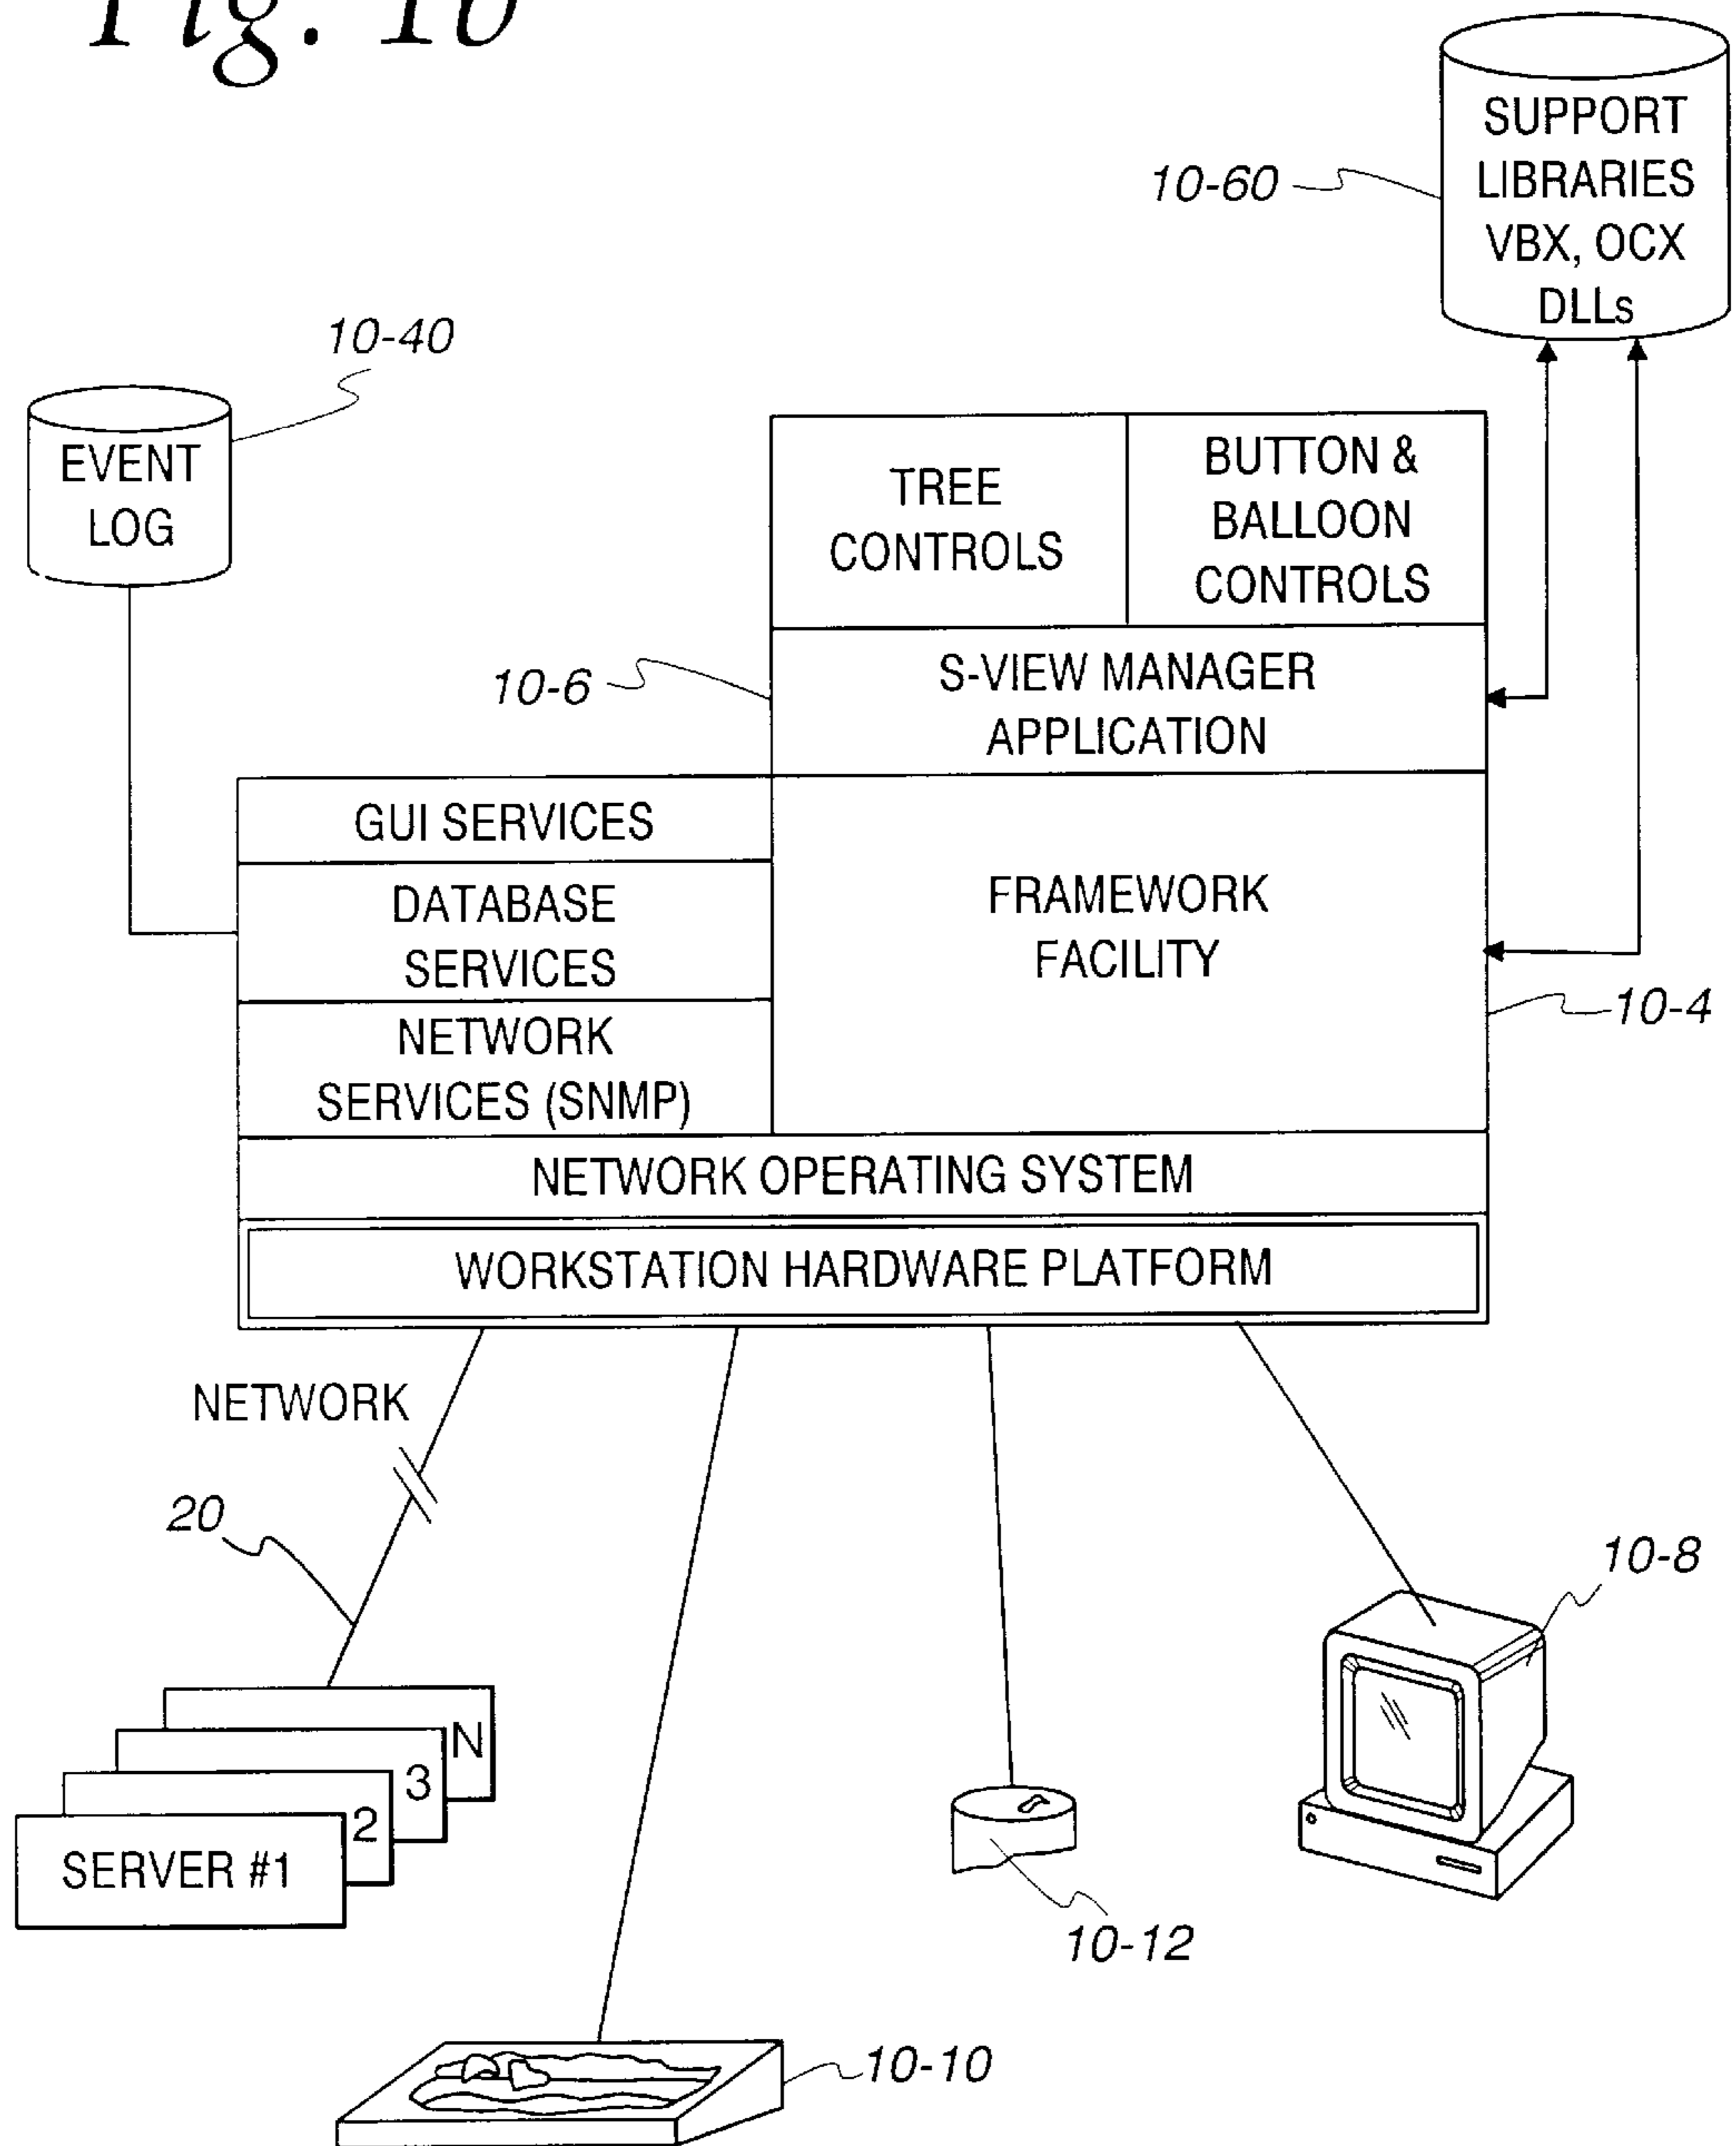 Fig. 1b
SUPPORT
LIBRARIES
VBX, OCX
DLLs
10-60
10-40
EVENT
LOG
TREE
CONTROLS
BUTTON &
BALLOON
CONTROLS
10-6
S-VIEW MANAGER
APPLICATION
GUI SERVICES
DATABASE
SERVICES
FRAMEWORK
FACILITY
10-4
NETWORK
SERVICES (SNMP)
NETWORK OPERATING SYSTEM
WORKSTATION HARDWARE PLATFORM
NETWORK
20
10-8
N
3
2
SERVER #1
10-12
10-10